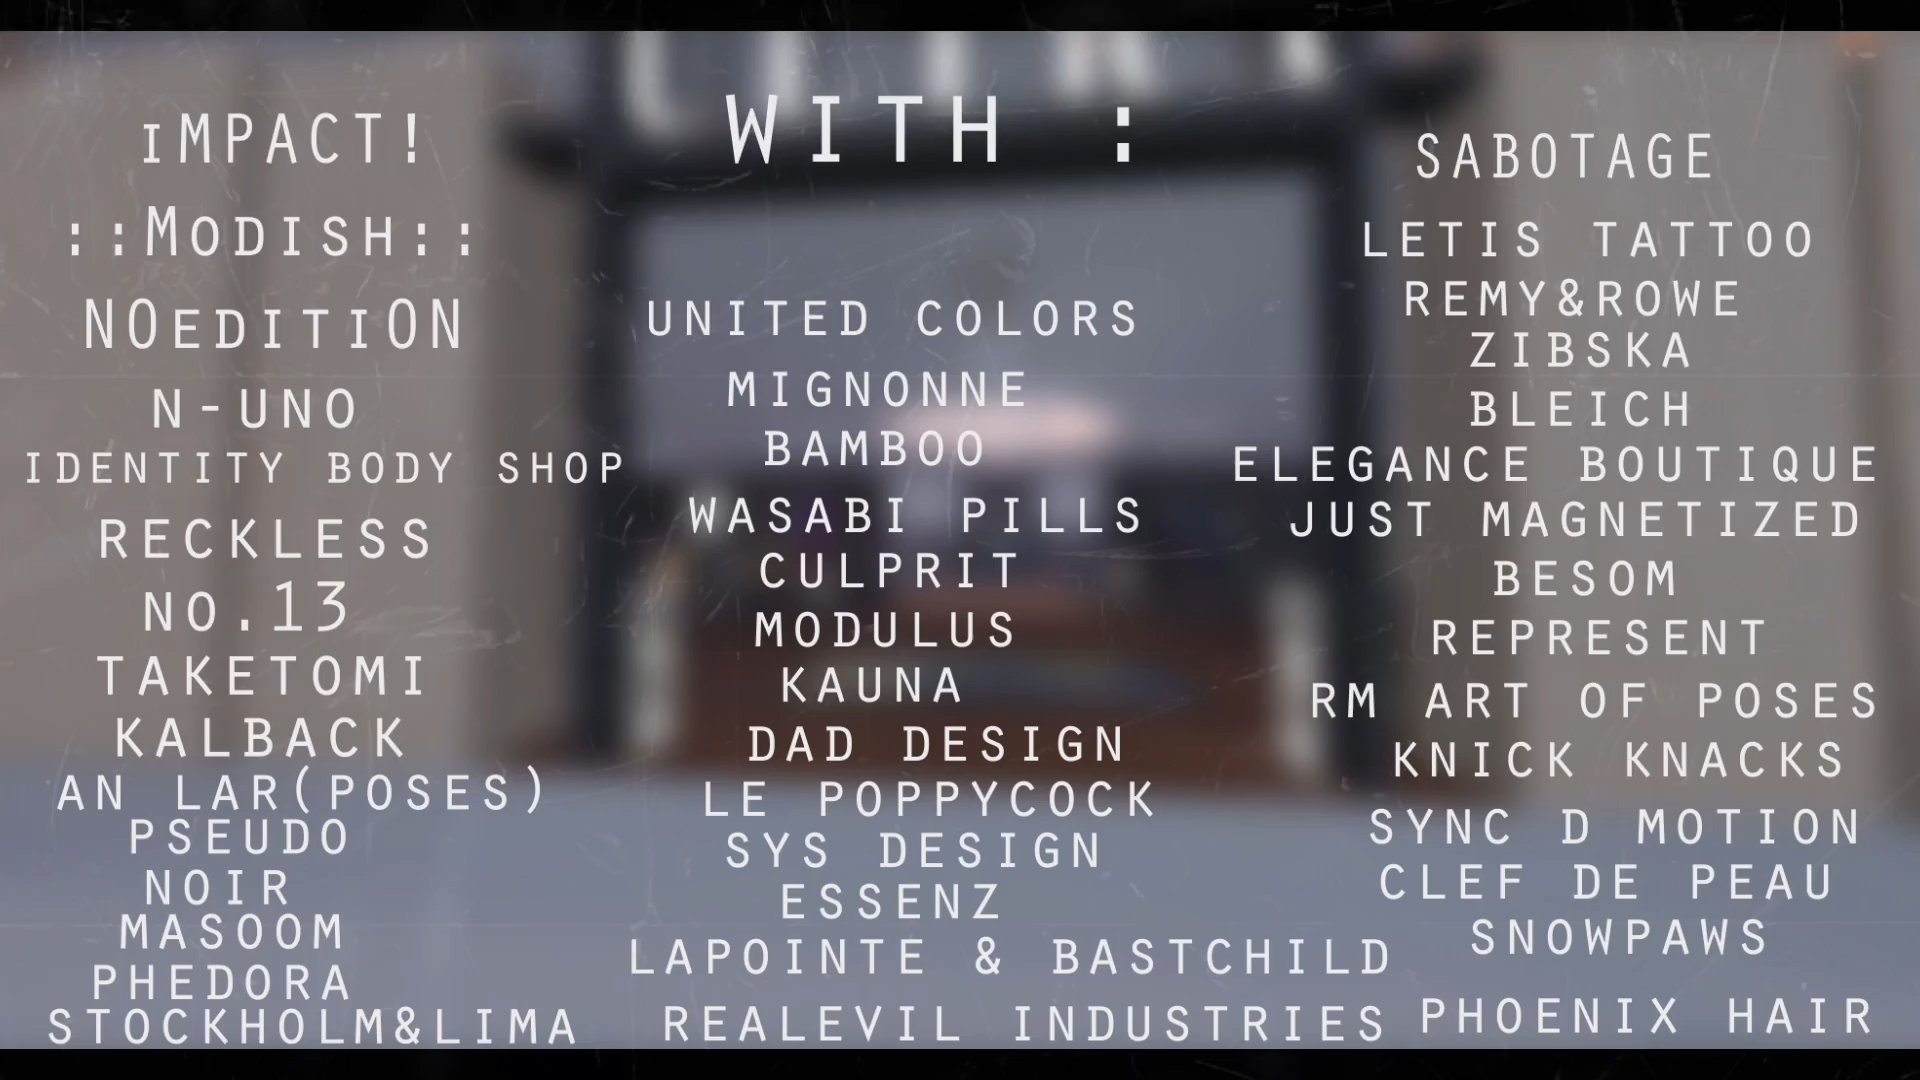 WITH :
iMPACT!
::Modish::
NOeditiON
N-UNO
IDENTITY BODY SHOP
RECKLESS
NO.13
TAKETOMI
KALBACK
AN LAR(POSES)
PSEUDO
NOIR
MASOOM
PHEDORA
STOCKHOLM&LIMA
UNITED COLORS
MIGNONNE
BAMBOO
WASABI PILLS
CULPRIT
MODULUS
KAUNA
DAD DESIGN
LE POPPYCOCK
SYS DESIGN
ESSENZ
LAPOINTE & BASTCHILD
REALEVIL INDUSTRIES
SABOTAGE
LETIS TATTOO
REMY&ROWE
ZIBSKA
BLEICH
ELEGANCE BOUTIQUE
JUST MAGNETIZED
BESOM
REPRESENT
RM ART OF POSES
KNICK KNACKS
SYNC D MOTION
CLEF DE PEAU
SNOWPAWS
PHOENIX HAIR